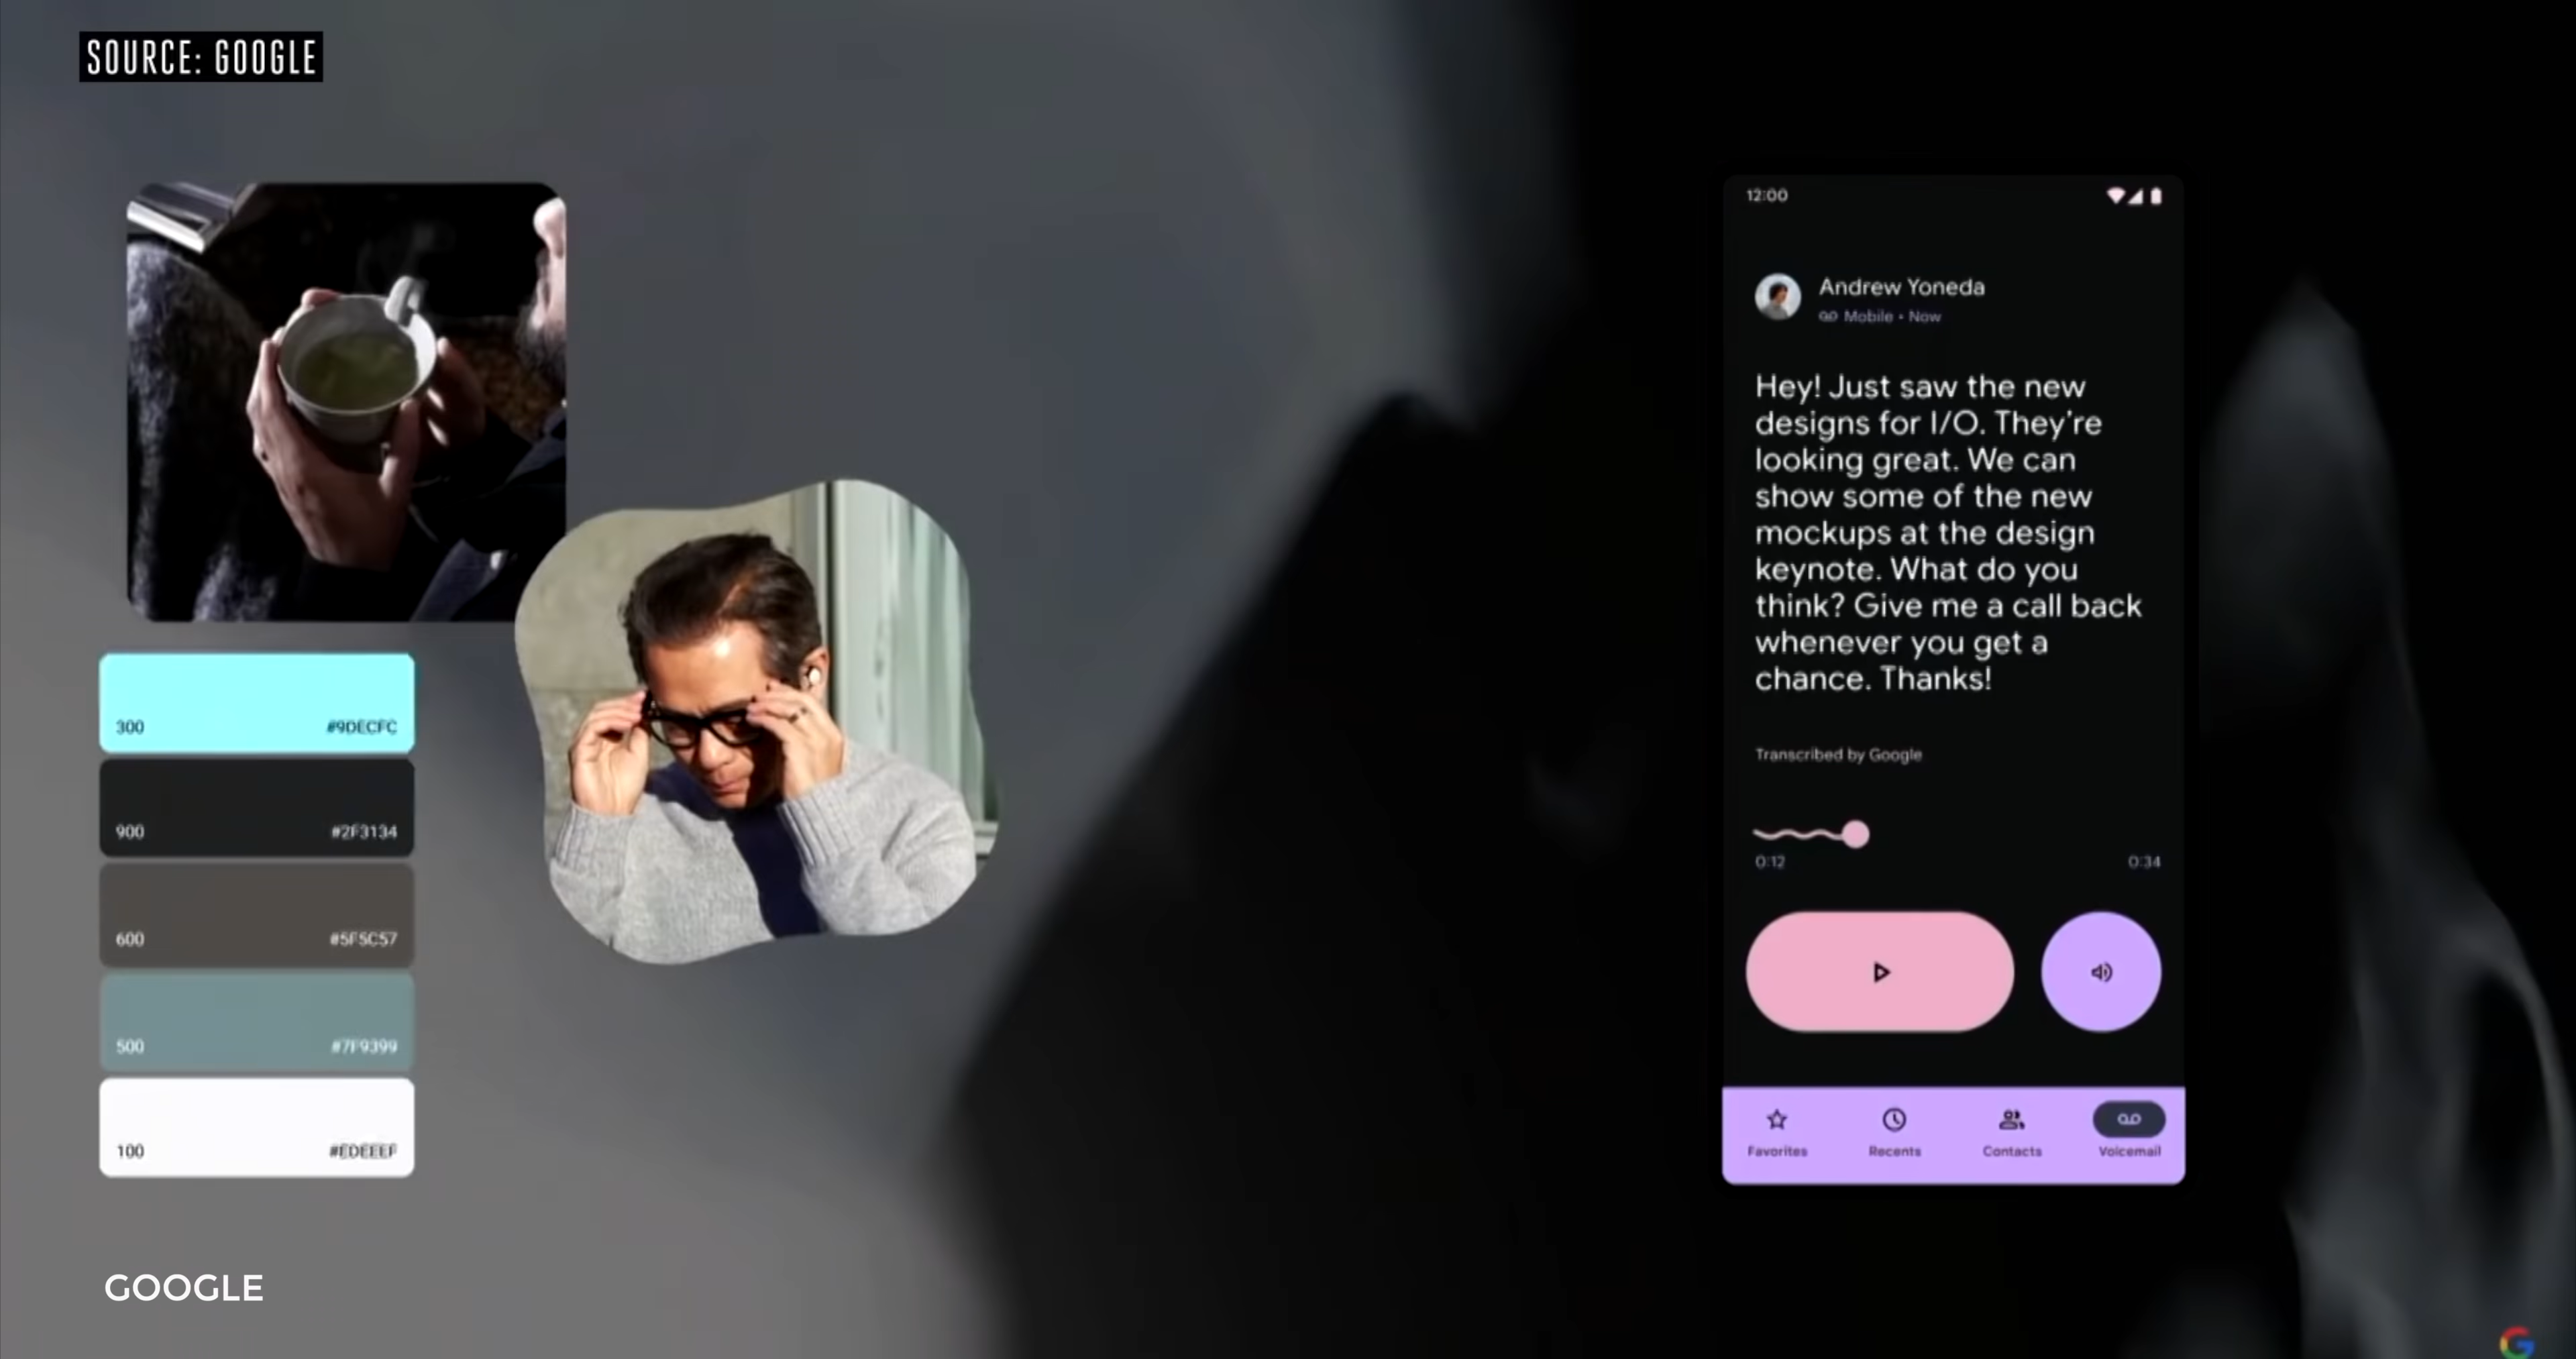 SOURCE: GOOGLE
300 #9DECFC
900 #2F3134
600 #5F5C57
500 #7F9399
100 #EDEEEF
GOOGLE
12:00
Andrew Yoneda
Mobile • Now
Hey! Just saw the new
designs for I/O. They're
looking great. We can
show some of the new
mockups at the design
keynote. What do you
think? Give me a call back
whenever you get a
chance. Thanks!
Transcribed by Google
0:12 0:34
Favorites Recents Contacts Voicemail